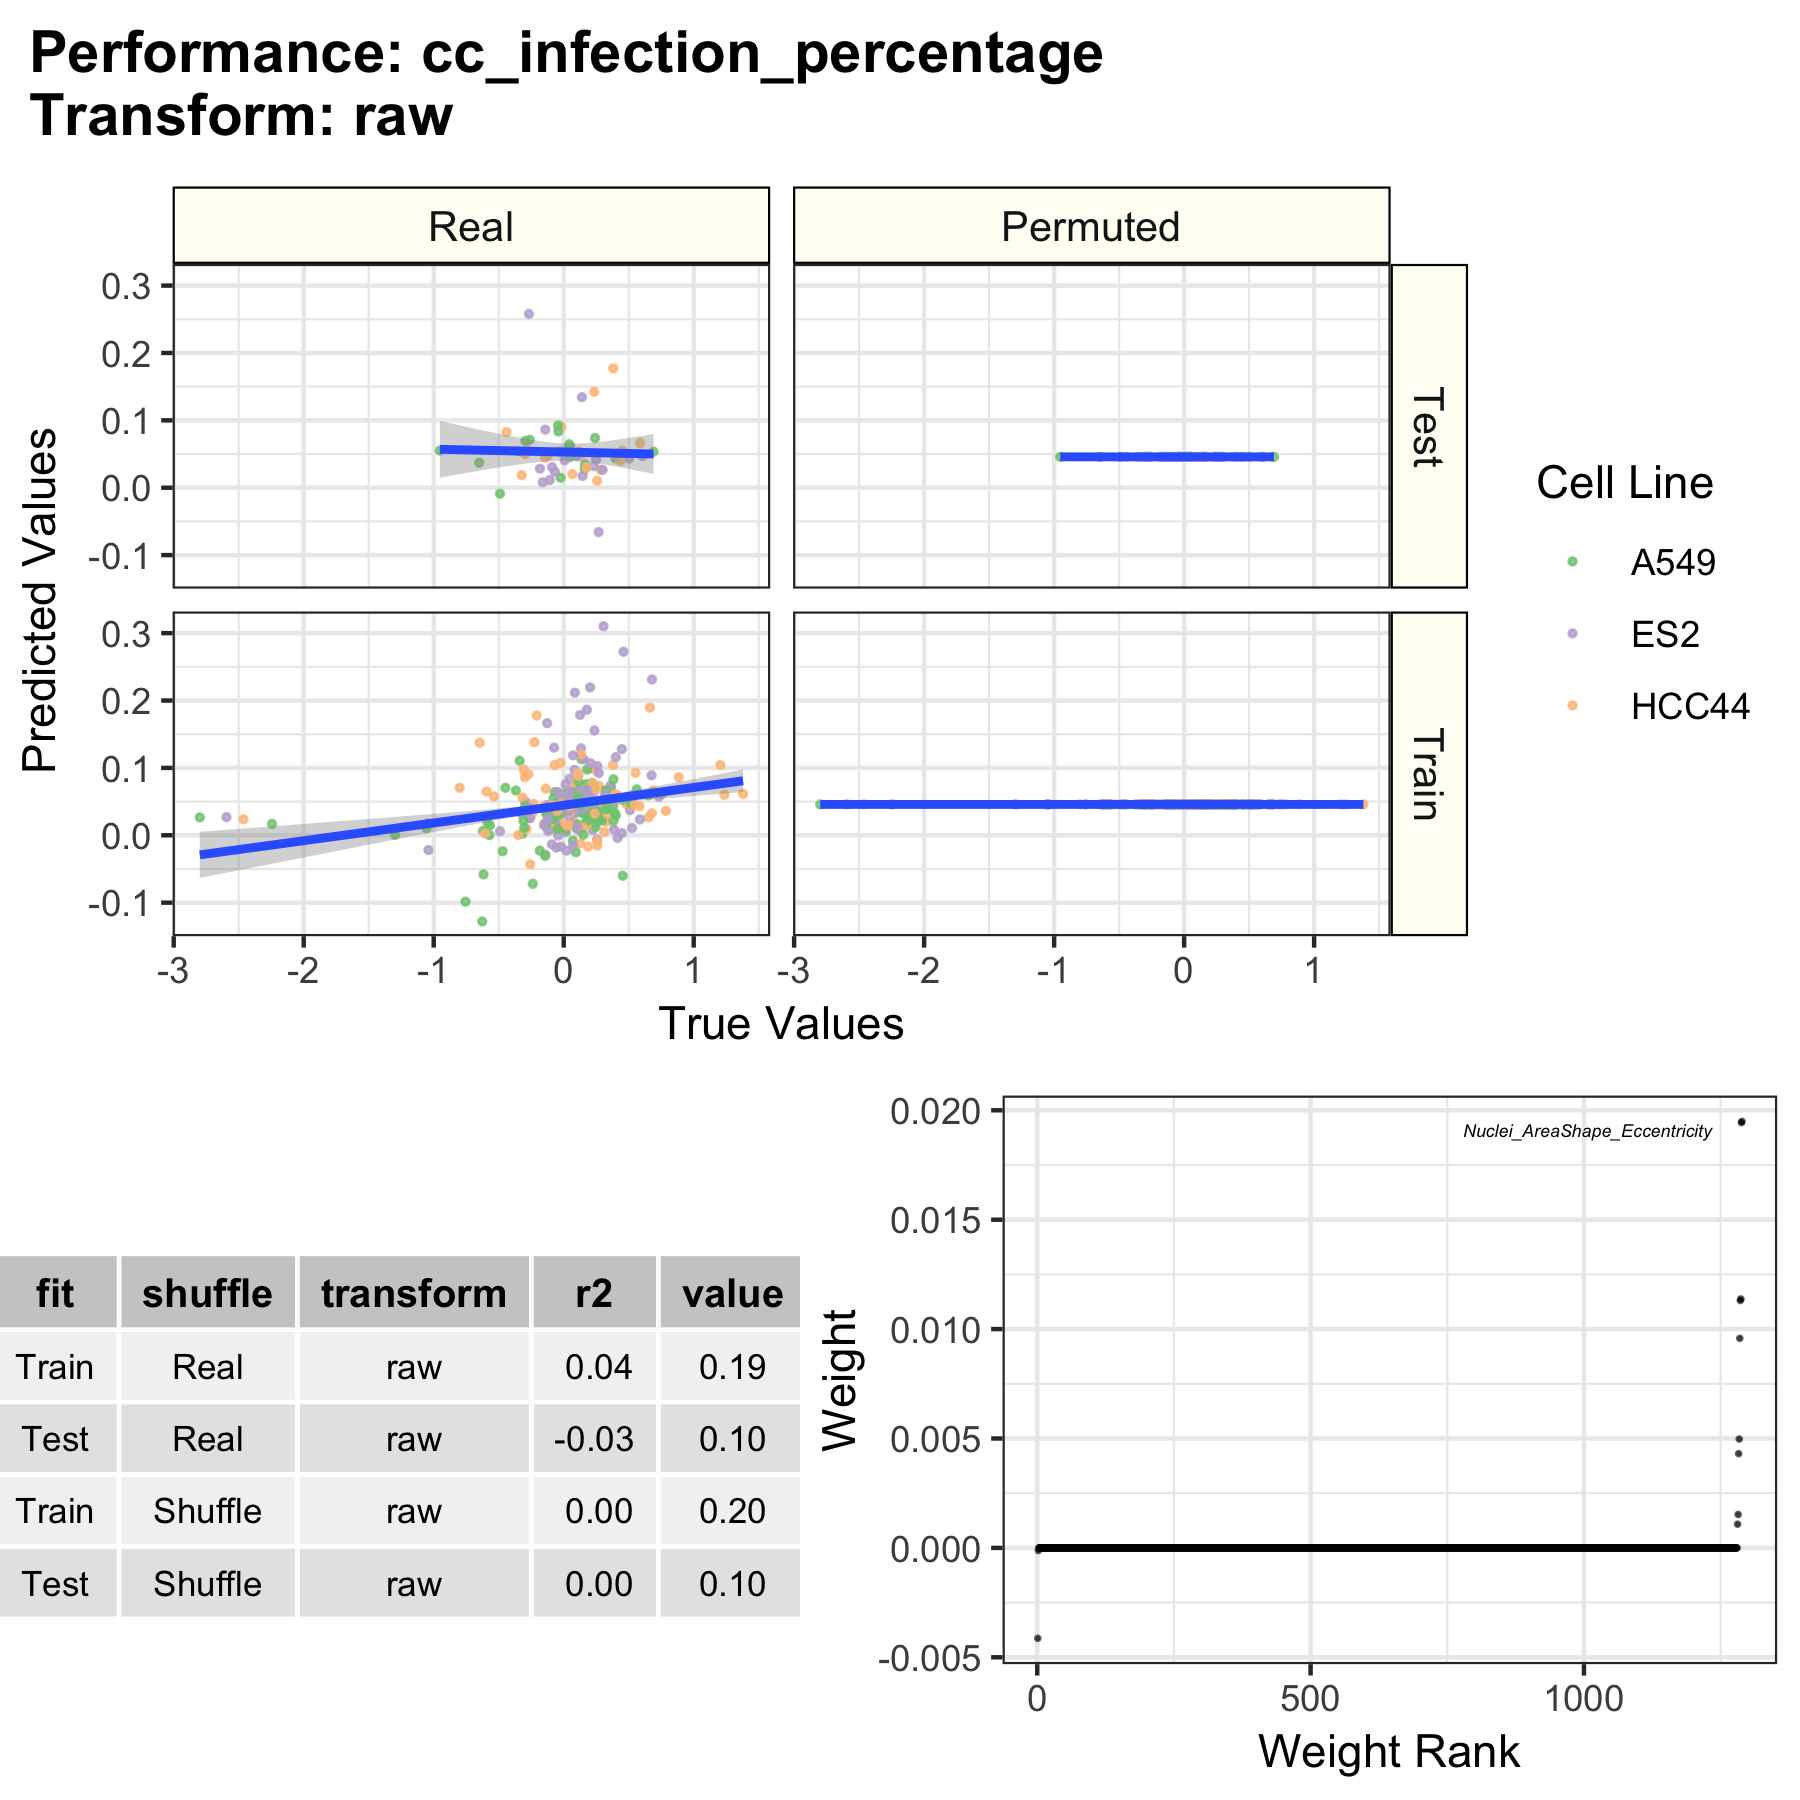 Performance: cc_infection_percentage
Transform: raw
Real
Permuted
0.3
0.2
0.1
0.0
-0.1
Test
0.3
0.2
0.1
0.0
-0.1
Train
Predicted Values
-3 -2 -1 0 1
-3 -2 -1 0 1
True Values
Cell Line
A549
ES2
HCC44
fit shuffle transform r2 value
Train Real raw 0.04 0.19
Test Real raw -0.03 0.10
Train Shuffle raw 0.00 0.20
Test Shuffle raw 0.00 0.10
Weight
0.020
0.015
0.010
0.005
0.000
-0.005
Nuclei_AreaShape_Eccentricity
0 500 1000
Weight Rank